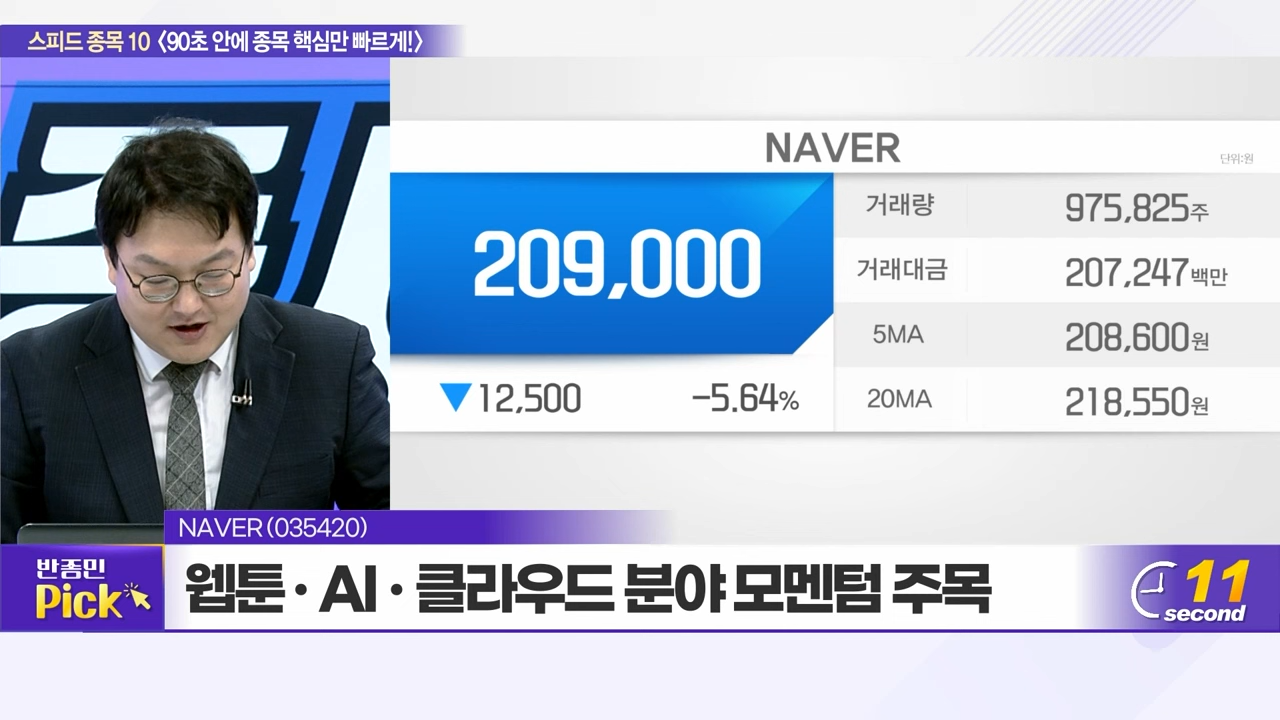 스피드 종목 10 〈90초 안에 종목 핵심만 빠르게!〉
NAVER
단위:원
209,000
▼12,500 -5.64%
거래량 975,825주
거래대금 207,247백만
5MA 208,600원
20MA 218,550원
NAVER(035420)
반종민
Pick
웹툰·AI·클라우드 분야 모멘텀 주목
11
second